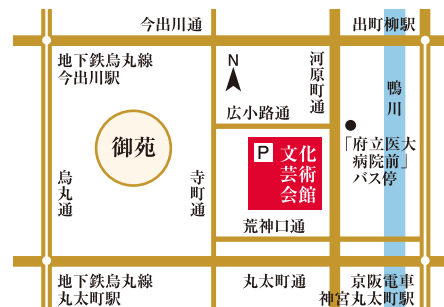 今出川通
出町柳駅
地下鉄烏丸線
今出川駅
N
河原町通
鴨川
広小路通
御苑
P
文化
芸術
会館
「府立医大
病院前」
バス停
烏丸通
寺町通
荒神口通
地下鉄烏丸線
丸太町駅
丸太町通
京阪電車
神宮丸太町駅